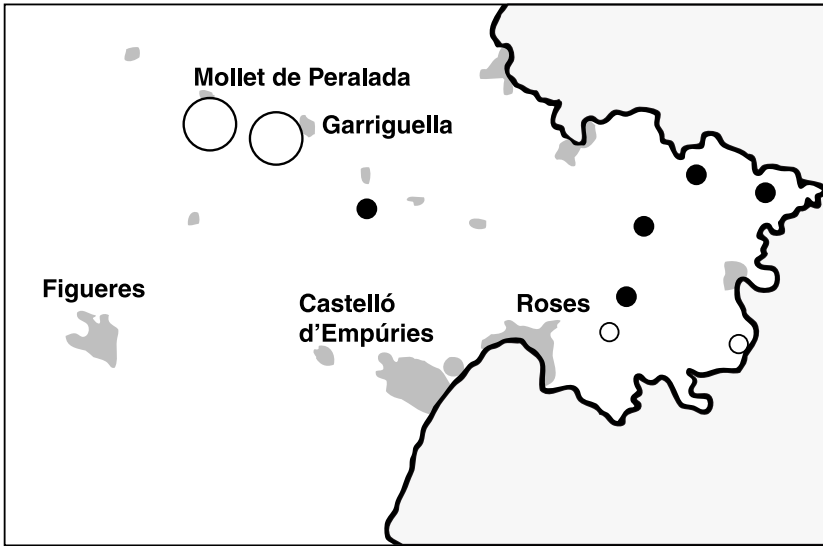 Mollet de Peralada
Garriguella
Figueres
Castelló
d'Empúries
Roses